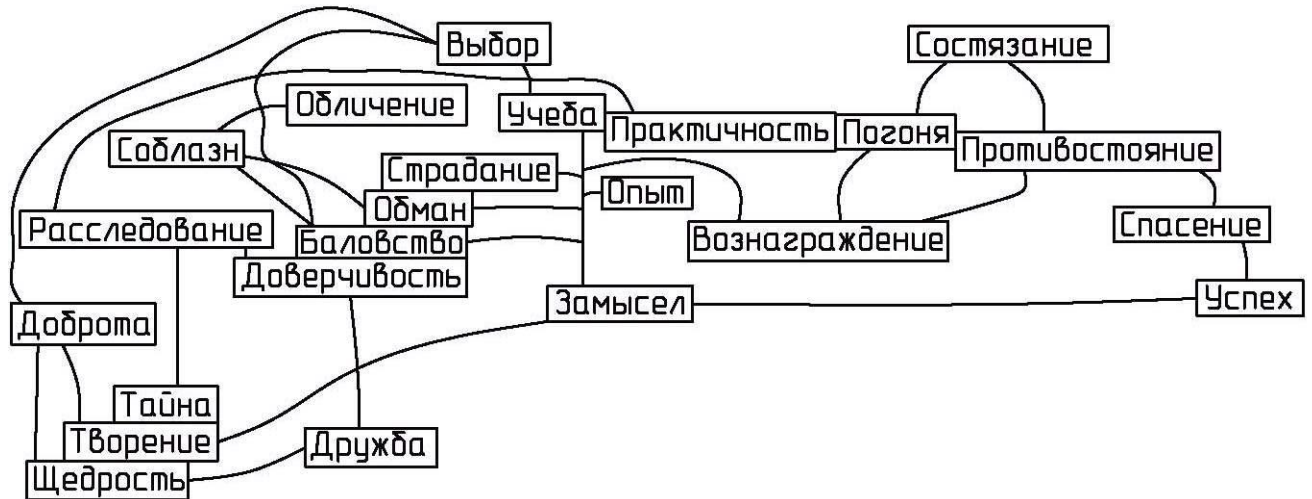 Выбор
Состязание
Обличение
Учеба
Практичность
Погоня
Соблазн
Противостояние
Страдание
Опыт
Обман
Расследование
Баловство
Вознаграждение
Спасение
Доверчивость
Замысел
Успех
Доброта
Тайна
Творение
Дружба
Щедрость